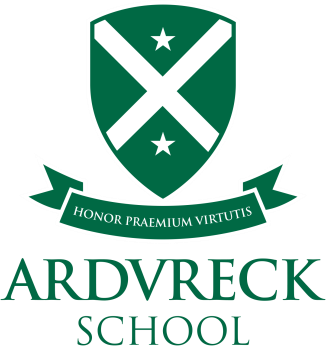 HONOR PRAEMIUM VIRTUTIS
ARDVRECK
SCHOOL